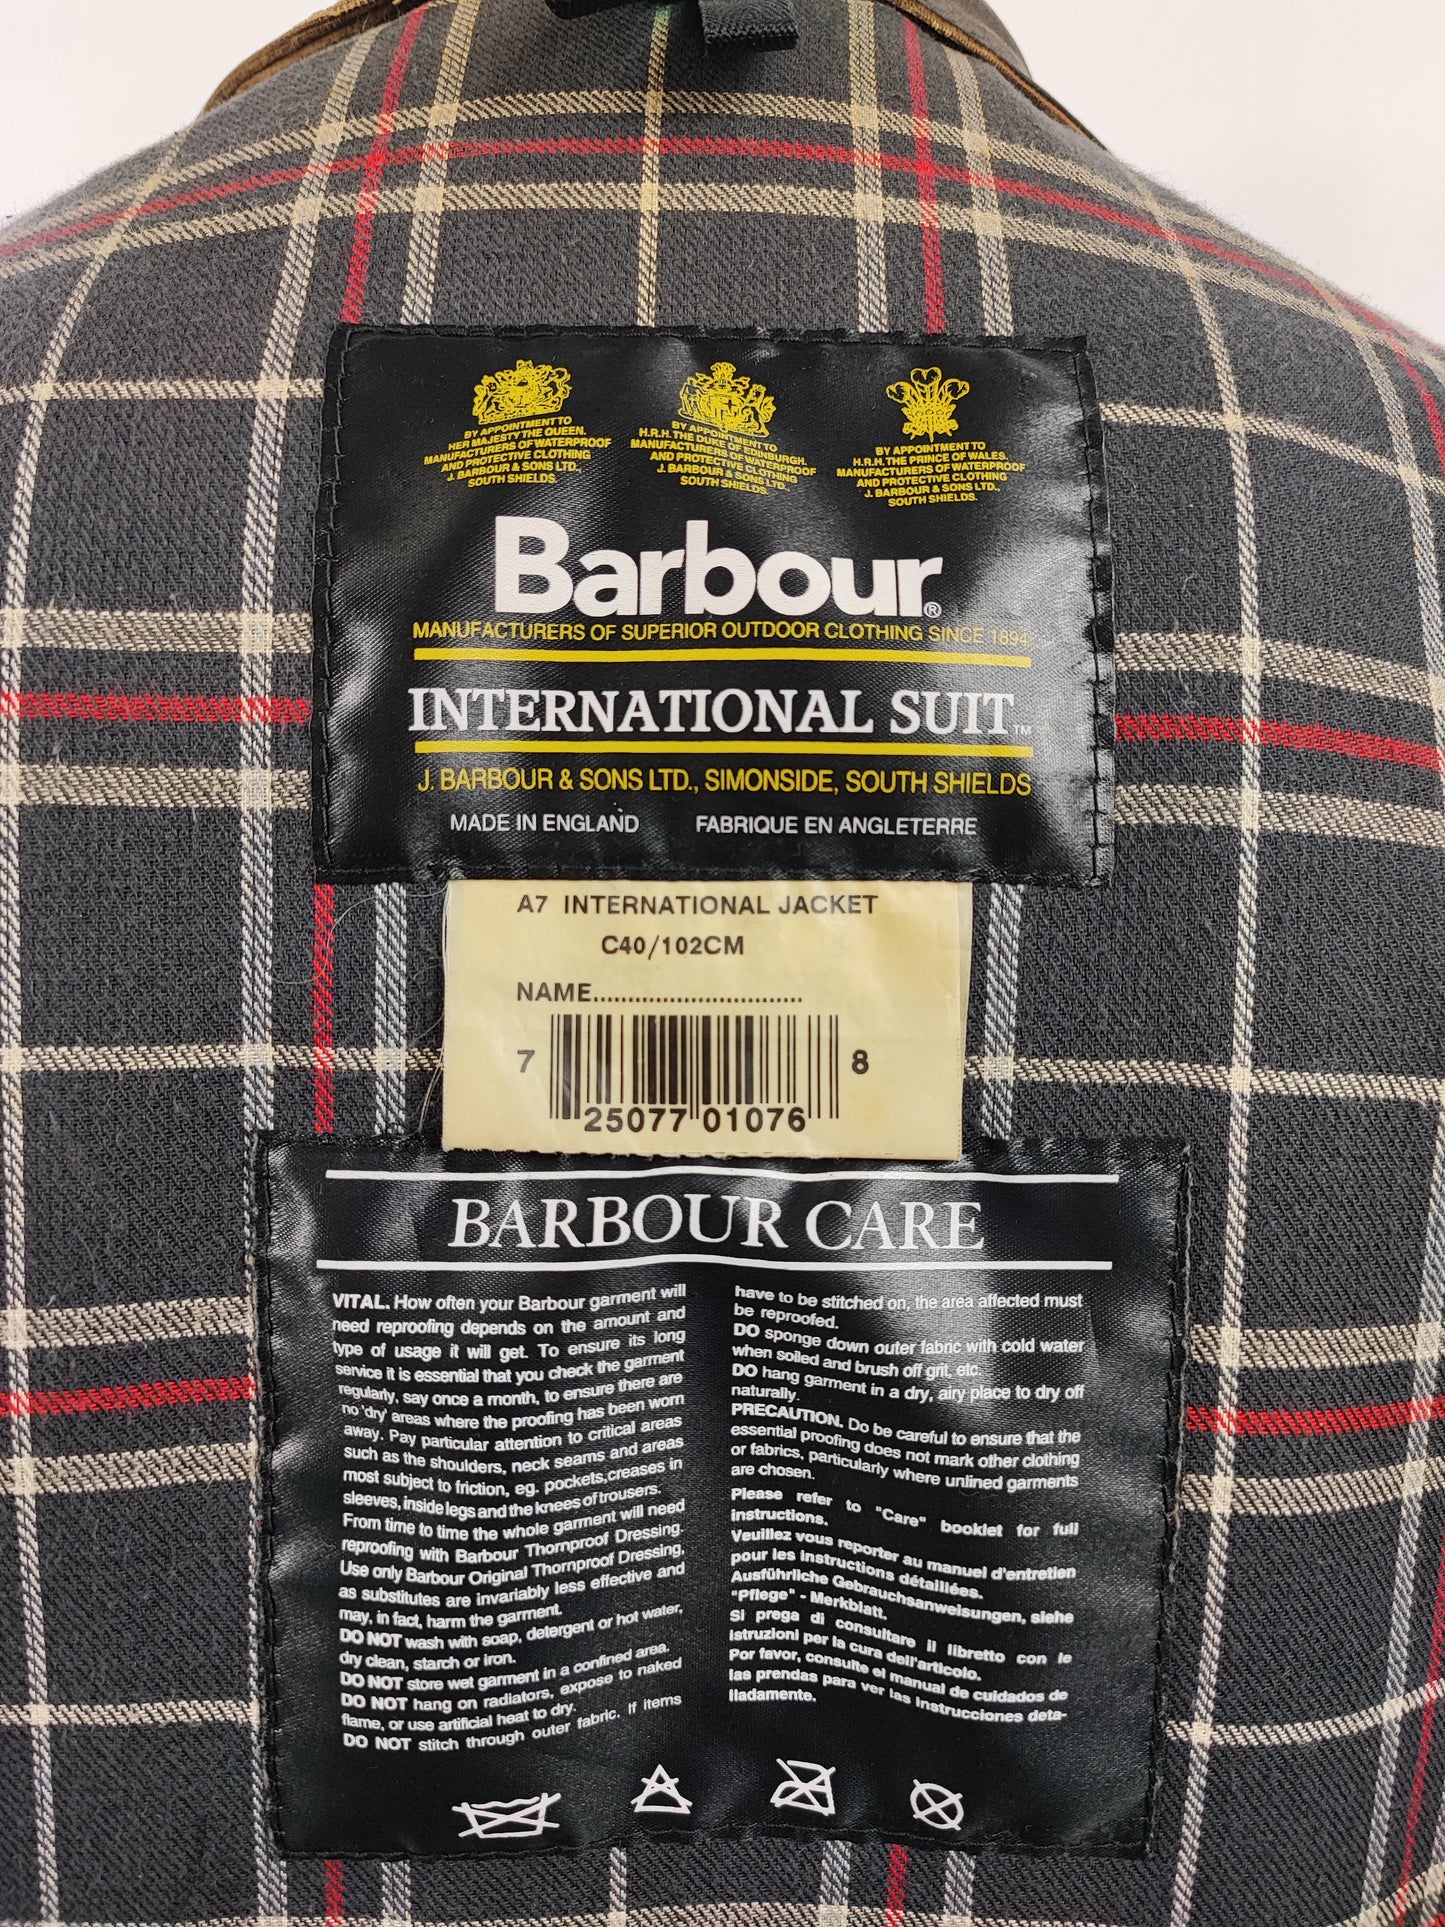 BY APPOINTMENT TO
HER MAJESTY THE QUEEN.
MANUFACTURERS OF WATERPROOF
AND PROTECTIVE CLOTHING
J. BARBOUR & SONS LTD.,
SOUTH SHIELDS.
BY APPOINTMENT TO
H.R.H. THE DUKE OF EDINBURGH.
MANUFACTURERS OF WATERPROOF
AND PROTECTIVE CLOTHING
J. BARBOUR & SONS LTD.,
SOUTH SHIELDS.
BY APPOINTMENT TO
H.R.H. THE PRINCE OF WALES.
MANUFACTURERS OF WATERPROOF
AND PROTECTIVE CLOTHING
J. BARBOUR & SONS LTD.,
SOUTH SHIELDS.
Barbour®
MANUFACTURERS OF SUPERIOR OUTDOOR CLOTHING SINCE 1894
INTERNATIONAL SUIT™
J. BARBOUR & SONS LTD., SIMONSIDE, SOUTH SHIELDS
MADE IN ENGLAND FABRIQUE EN ANGLETERRE
A7 INTERNATIONAL JACKET
C40/102CM
NAME...............................
7 25077 01076 8
BARBOUR CARE
VITAL. How often your Barbour garment will
need reproofing depends on the amount and
type of usage it will get. To ensure its long
service it is essential that you check the garment
regularly, say once a month, to ensure there are
no 'dry' areas where the proofing has been worn
away. Pay particular attention to critical areas
such as the shoulders, neck seams and areas
most subject to friction, eg. pockets,creases in
sleeves, inside legs and the knees of trousers.
From time to time the whole garment will need
reproofing with Barbour Thornproof Dressing.
Use only Barbour Original Thornproof Dressing,
as substitutes are invariably less effective and
may, in fact, harm the garment.
DO NOT wash with soap, detergent or hot water,
dry clean, starch or iron.
DO NOT store wet garment in a confined area.
DO NOT hang on radiators, expose to naked
flame, or use artificial heat to dry.
DO NOT stitch through outer fabric. If items
have to be stitched on, the area affected must
be reproofed.
DO sponge down outer fabric with cold water
when soiled and brush off grit, etc.
DO hang garment in a dry, airy place to dry off
naturally.
PRECAUTION. Do be careful to ensure that the
essential proofing does not mark other clothing
or fabrics, particularly where unlined garments
are chosen.
Please refer to "Care" booklet for full
instructions.
Veuillez vous reporter au manuel d'entretien
pour les instructions détaillées.
Ausführliche Gebrauchsanweisungen, siehe
"Pflege" - Merkblatt.
Si prega di consultare il libretto con le
istruzioni per la cura dell'articolo.
Por favor, consulte el manual de cuidados de
las prendas para ver las instrucciones deta-
lladamente.